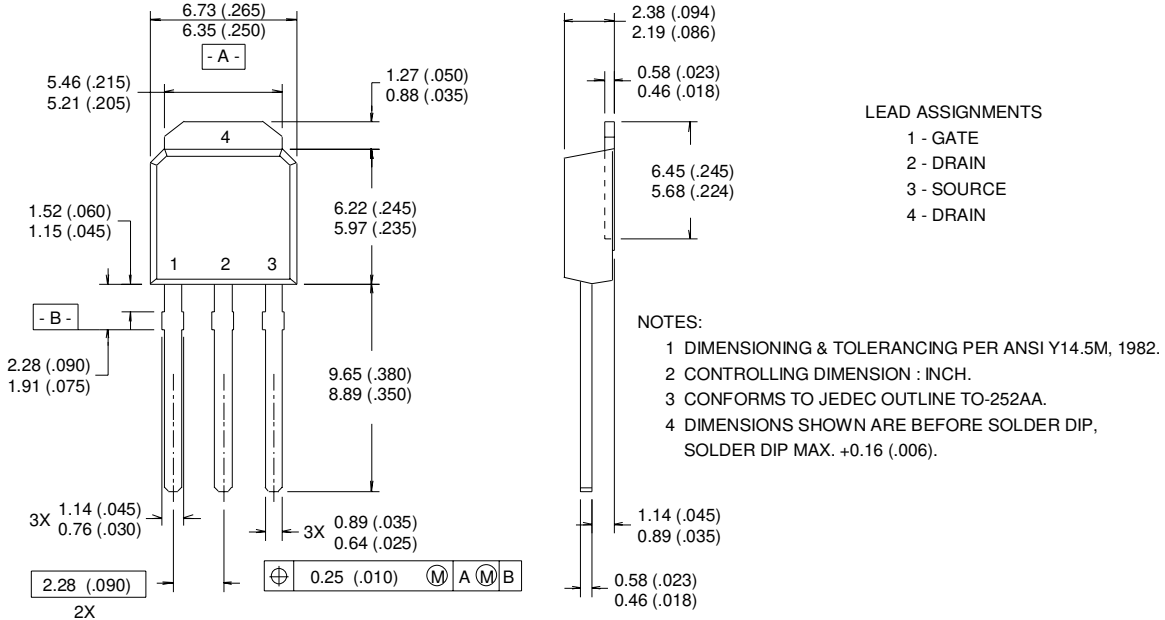 6.73 (.265)
6.35 (.250)
- A -
5.46 (.215)
5.21 (.205)
1.27 (.050)
0.88 (.035)
4
1.52 (.060)
1.15 (.045)
6.22 (.245)
5.97 (.235)
1 2 3
- B -
2.28 (.090)
1.91 (.075)
9.65 (.380)
8.89 (.350)
3X 1.14 (.045)
0.76 (.030)
3X 0.89 (.035)
0.64 (.025)
2.28 (.090)
2X
⌖ 0.25 (.010) Ⓜ A Ⓜ B
2.38 (.094)
2.19 (.086)
0.58 (.023)
0.46 (.018)
6.45 (.245)
5.68 (.224)
1.14 (.045)
0.89 (.035)
0.58 (.023)
0.46 (.018)
LEAD ASSIGNMENTS
1 - GATE
2 - DRAIN
3 - SOURCE
4 - DRAIN
NOTES:
1 DIMENSIONING & TOLERANCING PER ANSI Y14.5M, 1982.
2 CONTROLLING DIMENSION : INCH.
3 CONFORMS TO JEDEC OUTLINE TO-252AA.
4 DIMENSIONS SHOWN ARE BEFORE SOLDER DIP,
SOLDER DIP MAX. +0.16 (.006).